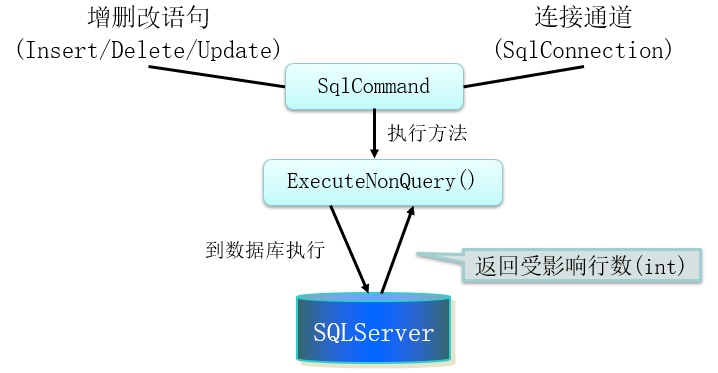 增删改语句
(Insert/Delete/Update)
连接通道
(SqlConnection)
SqlCommand
执行方法
ExecuteNonQuery()
到数据库执行
返回受影响行数(int)
SQLServer